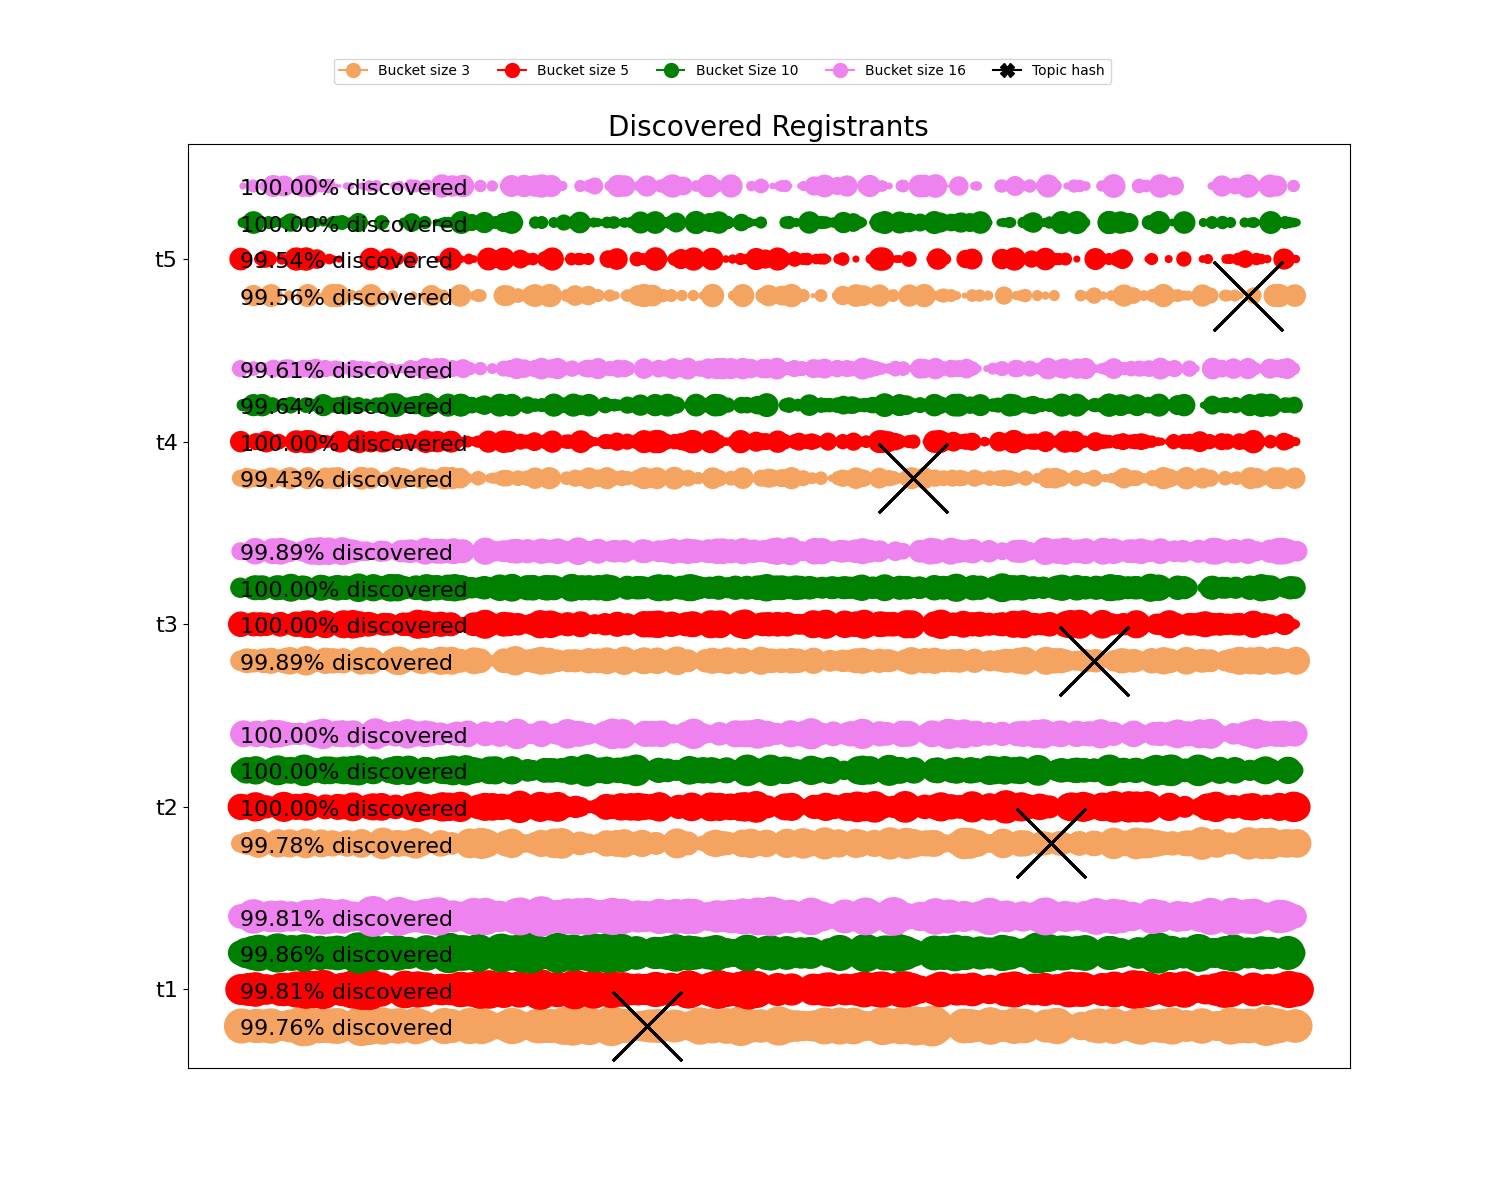 Bucket size 3 Bucket size 5 Bucket Size 10 Bucket size 16 Topic hash
Discovered Registrants
100.00% discovered
100.00% discovered
t5 99.54% discovered
99.56% discovered
99.61% discovered
99.64% discovered
t4 100.00% discovered
99.43% discovered
99.89% discovered
100.00% discovered
t3 100.00% discovered
99.89% discovered
100.00% discovered
100.00% discovered
t2 100.00% discovered
99.78% discovered
99.81% discovered
99.86% discovered
t1 99.81% discovered
99.76% discovered